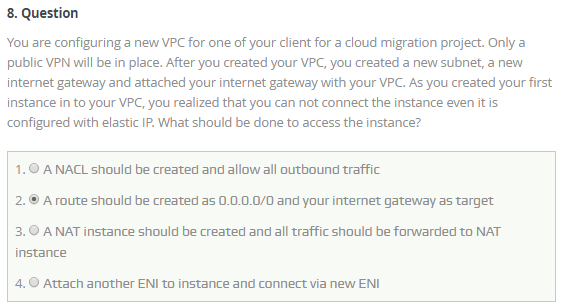 8. Question
You are configuring a new VPC for one of your client for a cloud migration project. Only a
public VPN will be in place. After you created your VPC, you created a new subnet, a new
internet gateway and attached your internet gateway with your VPC. As you created your first
instance in to your VPC, you realized that you can not connect the instance even it is
configured with elastic IP. What should be done to access the instance?
1. A NACL should be created and allow all outbound traffic
2. A route should be created as 0.0.0.0/0 and your internet gateway as target
3. A NAT instance should be created and all traffic should be forwarded to NAT
instance
4. Attach another ENI to instance and connect via new ENI